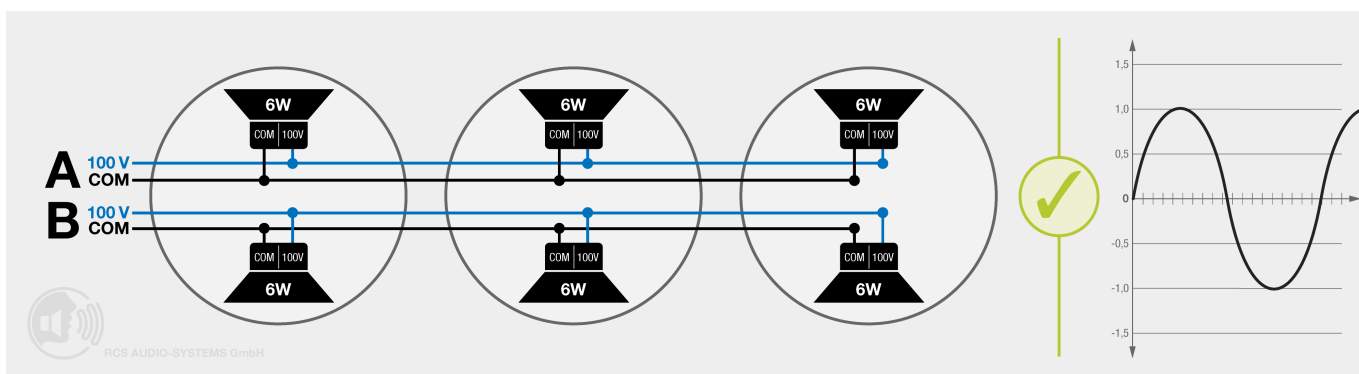 6W 6W 6W
COM 100V COM 100V COM 100V
A 100 V
COM
B 100 V
COM
COM 100V COM 100V COM 100V
6W 6W 6W
RCS AUDIO-SYSTEMS GmbH
1,5
1,0
0,5
0
-0,5
-1,0
-1,5